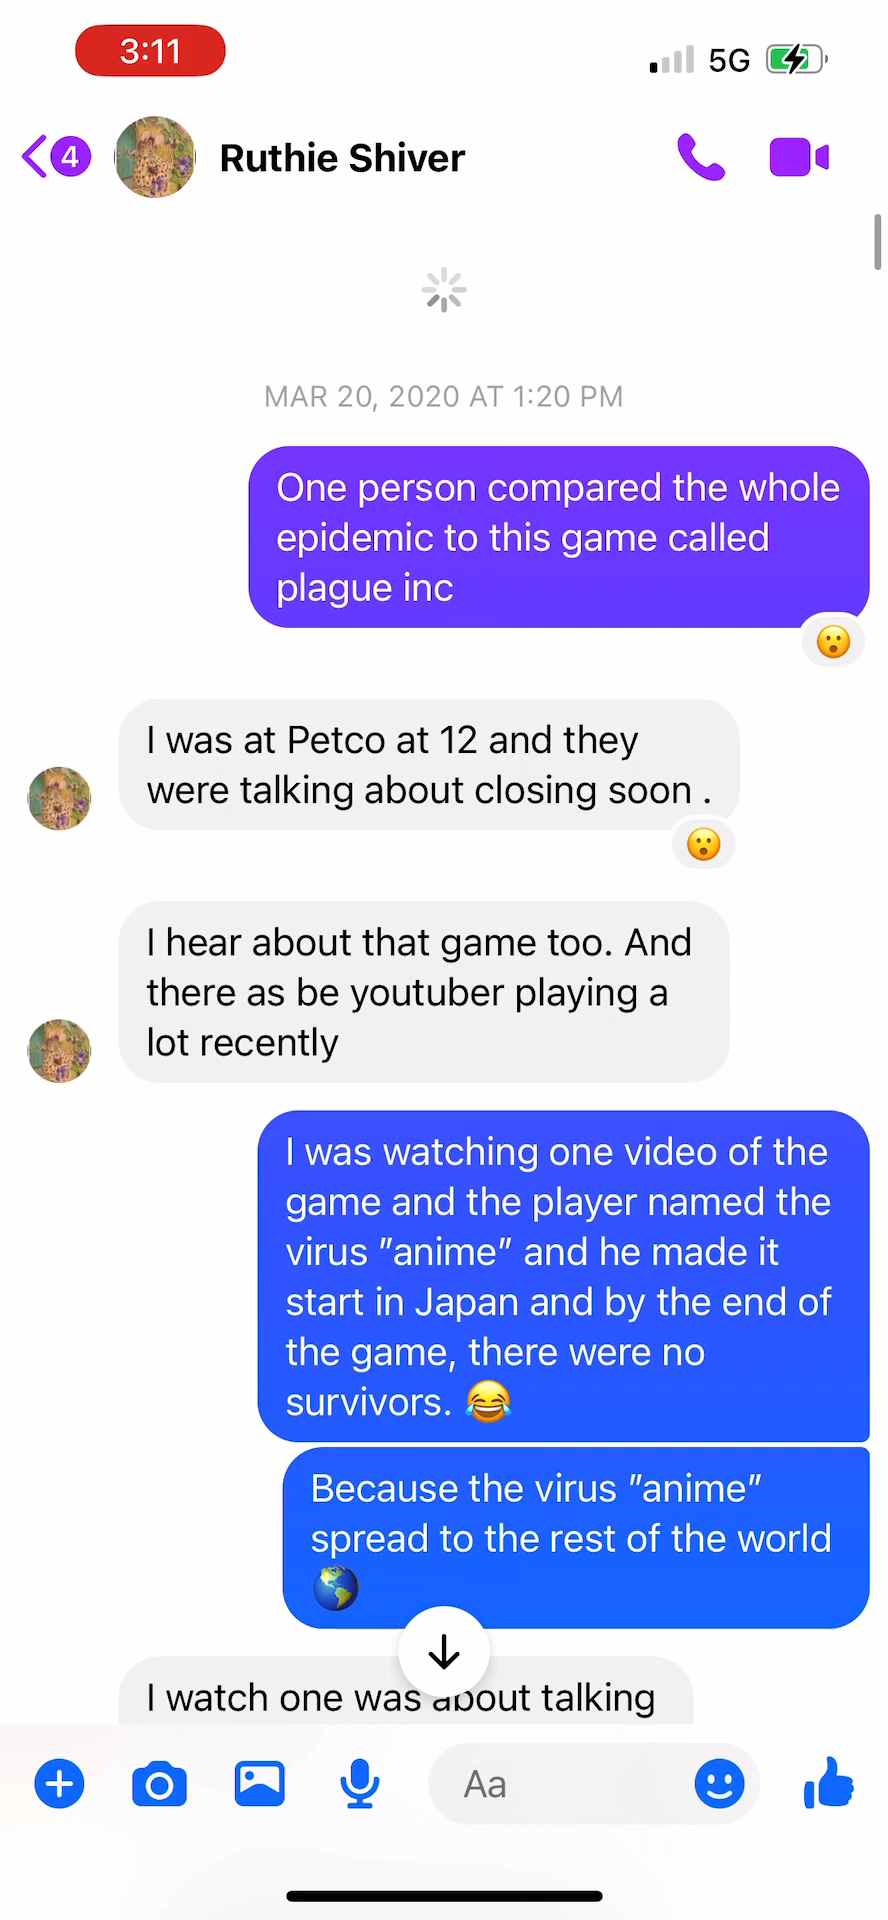 3:11
5G
4
Ruthie Shiver
MAR 20, 2020 AT 1:20 PM
One person compared the whole
epidemic to this game called
plague inc
😮
I was at Petco at 12 and they
were talking about closing soon .
😮
I hear about that game too. And
there as be youtuber playing a
lot recently
I was watching one video of the
game and the player named the
virus "anime" and he made it
start in Japan and by the end of
the game, there were no
survivors. 😂
Because the virus "anime"
spread to the rest of the world
🌎
I watch one was about talking
Aa